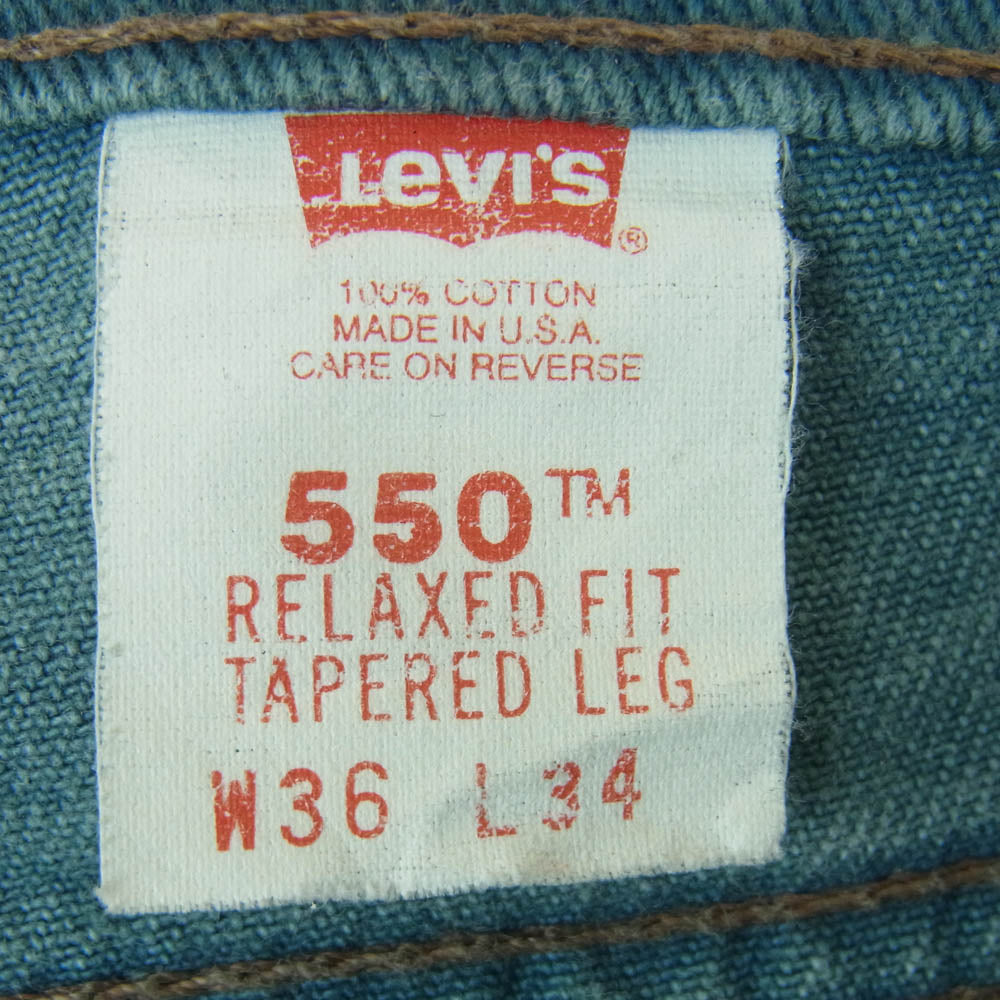 Levi's ®
100% COTTON
MADE IN U.S.A.
CARE ON REVERSE
550™
RELAXED FIT
TAPERED LEG
W36 L34